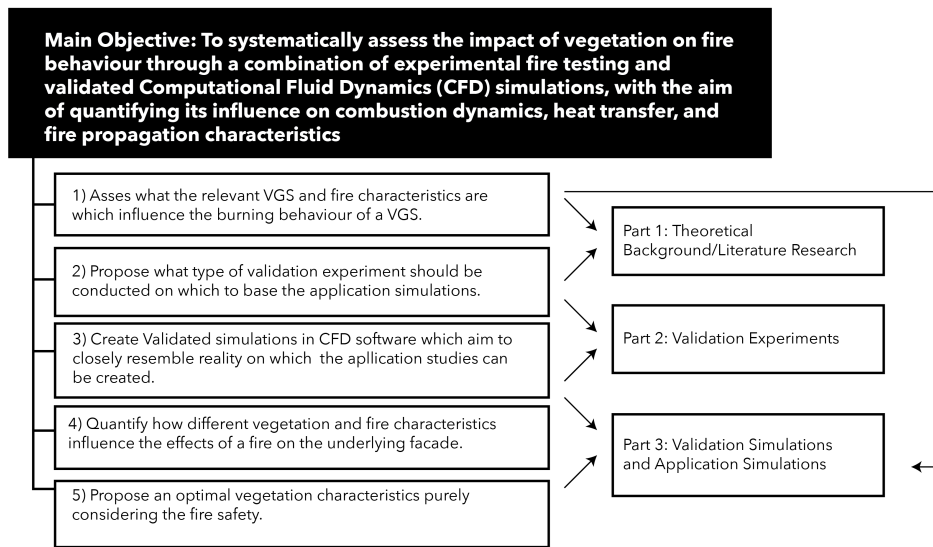 Main Objective: To systematically assess the impact of vegetation on fire
behaviour through a combination of experimental fire testing and
validated Computational Fluid Dynamics (CFD) simulations, with the aim
of quantifying its influence on combustion dynamics, heat transfer, and
fire propagation characteristics
1) Asses what the relevant VGS and fire characteristics are
which influence the burning behaviour of a VGS.
2) Propose what type of validation experiment should be
conducted on which to base the application simulations.
3) Create Validated simulations in CFD software which aim to
closely resemble reality on which the apllication studies can
be created.
4) Quantify how different vegetation and fire characteristics
influence the effects of a fire on the underlying facade.
5) Propose an optimal vegetation characteristics purely
considering the fire safety.
Part 1: Theoretical
Background/Literature Research
Part 2: Validation Experiments
Part 3: Validation Simulations
and Application Simulations